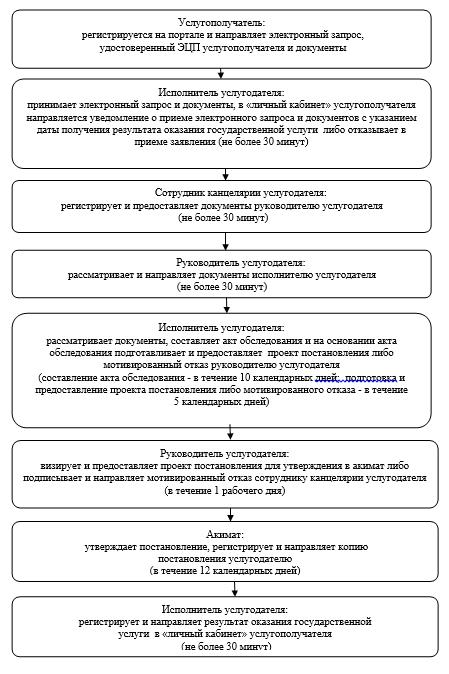 Услугополучатель:
регистрируется на портале и направляет электронный запрос,
удостоверенный ЭЦП услугополучателя и документы
Исполнитель услугодателя:
принимает электронный запрос и документы, в «личный кабинет» услугополучателя
направляется уведомление о приеме электронного запроса и документов с указанием
даты получения результата оказания государственной услуги либо отказывает в
приеме заявления (не более 30 минут)
Сотрудник канцелярии услугодателя:
регистрирует и предоставляет документы руководителю услугодателя
(не более 30 минут)
Руководитель услугодателя:
рассматривает и направляет документы исполнителю услугодателя
(не более 30 минут)
Исполнитель услугодателя:
рассматривает документы, составляет акт обследования и на основании акта
обследования подготавливает и предоставляет проект постановления либо
мотивированный отказ руководителю услугодателя
(составление акта обследования - в течение 10 календарных дней; подготовка и
предоставление проекта постановления либо мотивированного отказа - в течение
5 календарных дней)
Руководитель услугодателя:
визирует и предоставляет проект постановления для утверждения в акимат либо
подписывает и направляет мотивированный отказ сотруднику канцелярии услугодателя
(в течение 1 рабочего дня)
Акимат:
утверждает постановление, регистрирует и направляет копию
постановления услугодателю
(в течение 12 календарных дней)
Исполнитель услугодателя:
регистрирует и направляет результат оказания государственной
услуги в «личный кабинет» услугополучателя
(не более 30 минут)